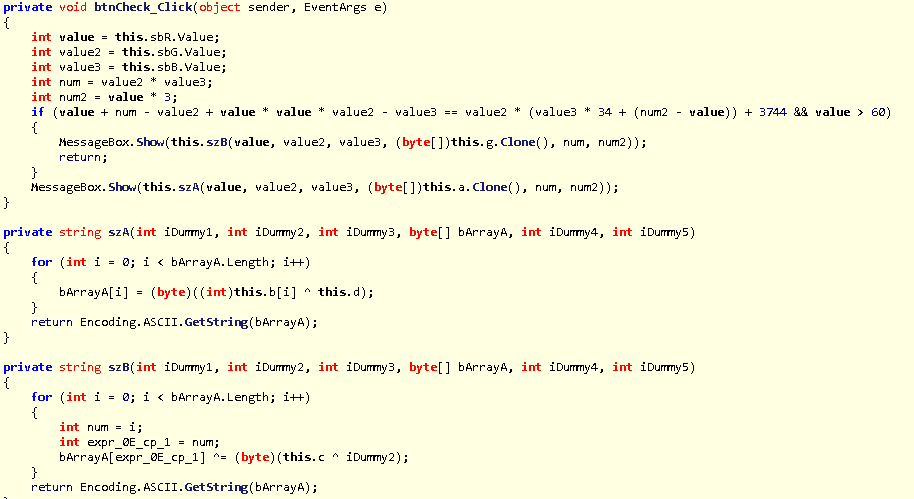 private void btnCheck_Click(object sender, EventArgs e)
{
    int value = this.sbR.Value;
    int value2 = this.sbG.Value;
    int value3 = this.sbB.Value;
    int num = value2 * value3;
    int num2 = value * 3;
    if (value + num - value2 + value * value * value2 - value3 == value2 * (value3 * 34 + (num2 - value)) + 3744 && value > 60)
    {
        MessageBox.Show(this.szB(value, value2, value3, (byte[])this.g.Clone(), num, num2));
        return;
    }
    MessageBox.Show(this.szA(value, value2, value3, (byte[])this.a.Clone(), num, num2));
}

private string szA(int iDummy1, int iDummy2, int iDummy3, byte[] bArrayA, int iDummy4, int iDummy5)
{
    for (int i = 0; i < bArrayA.Length; i++)
    {
        bArrayA[i] = (byte)((int)this.b[i] ^ this.d);
    }
    return Encoding.ASCII.GetString(bArrayA);
}

private string szB(int iDummy1, int iDummy2, int iDummy3, byte[] bArrayA, int iDummy4, int iDummy5)
{
    for (int i = 0; i < bArrayA.Length; i++)
    {
        int num = i;
        int expr_0E_cp_1 = num;
        bArrayA[expr_0E_cp_1] ^= (byte)(this.c ^ iDummy2);
    }
    return Encoding.ASCII.GetString(bArrayA);